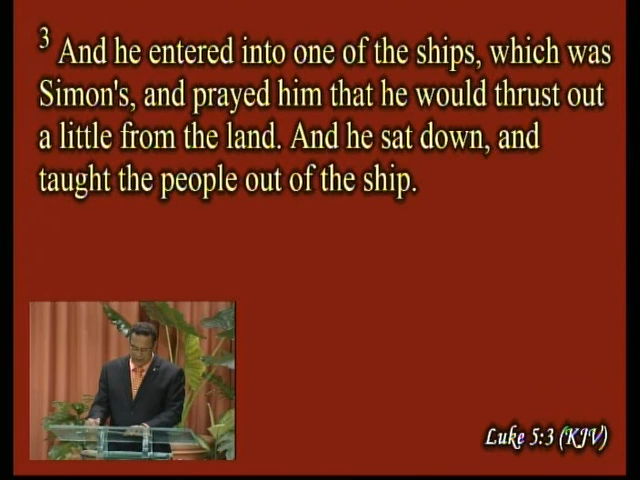 3 And he entered into one of the ships, which was
Simon's, and prayed him that he would thrust out
a little from the land. And he sat down, and
taught the people out of the ship.
Luke 5:3 (KJV)